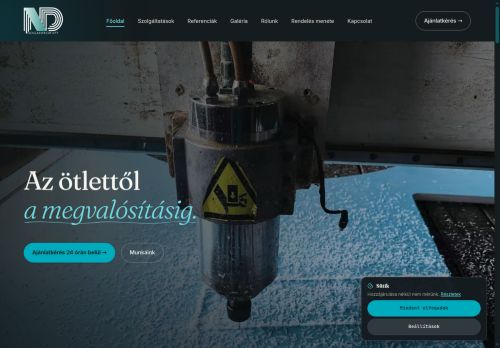 ND
Főoldal
Szolgáltatások
Referenciák
Galéria
Rólunk
Rendelés menete
Kapcsolat
Ajánlatkérés →
Az ötlettől
a megvalósításig.
Ajánlatkérés 24 órán belül →
Munkáink
Sütik
Hozzájárulása nélkül nem mérünk. Részletek
Mindent elfogadok
Beállítások